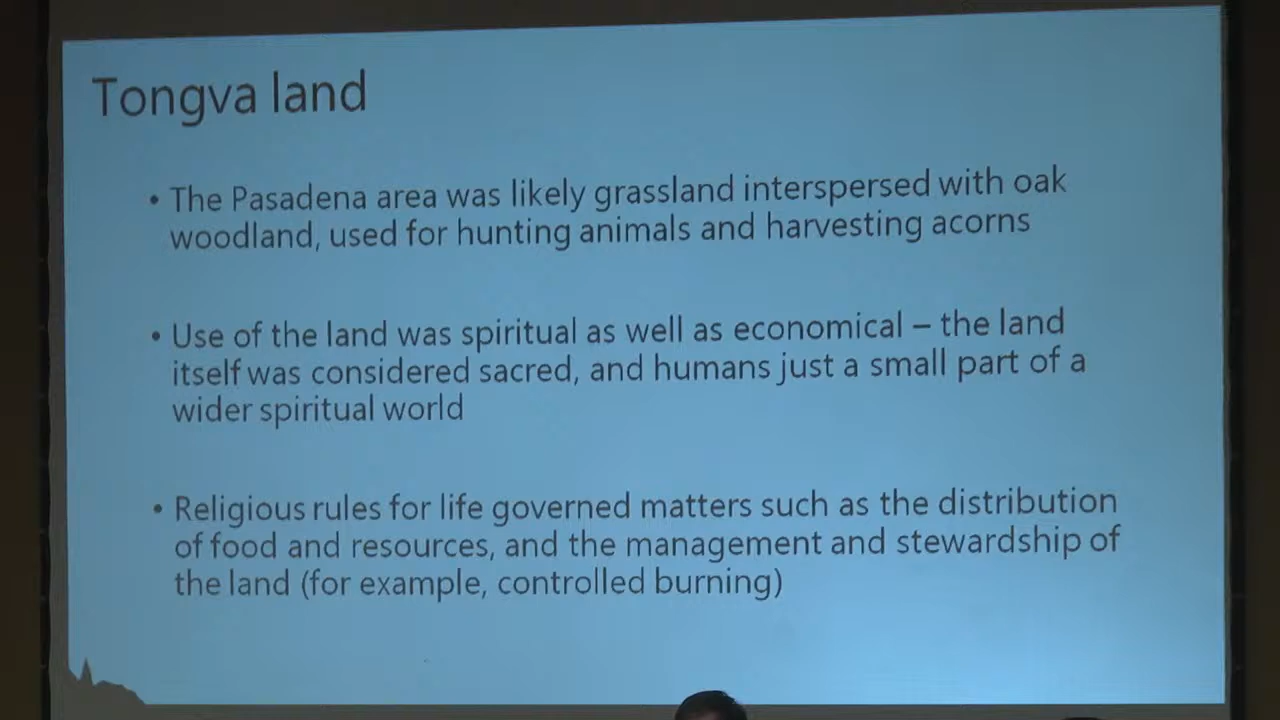 Tongva land
• The Pasadena area was likely grassland interspersed with oak
woodland, used for hunting animals and harvesting acorns
• Use of the land was spiritual as well as economical – the land
itself was considered sacred, and humans just a small part of a
wider spiritual world
• Religious rules for life governed matters such as the distribution
of food and resources, and the management and stewardship of
the land (for example, controlled burning)